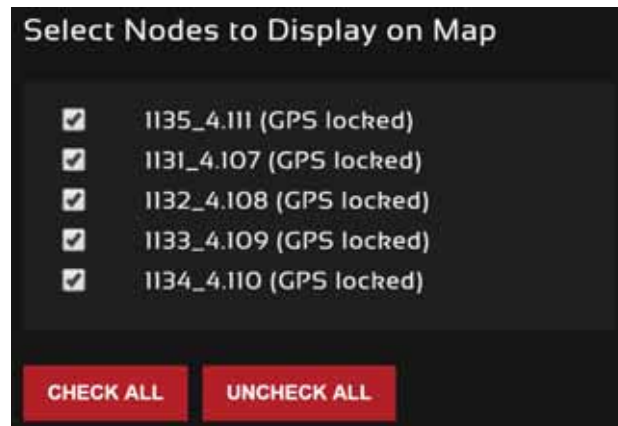 Select Nodes to Display on Map
1135_4.111 (GPS locked)
1131_4.107 (GPS locked)
1132_4.108 (GPS locked)
1133_4.109 (GPS locked)
1134_4.110 (GPS locked)
CHECK ALL
UNCHECK ALL